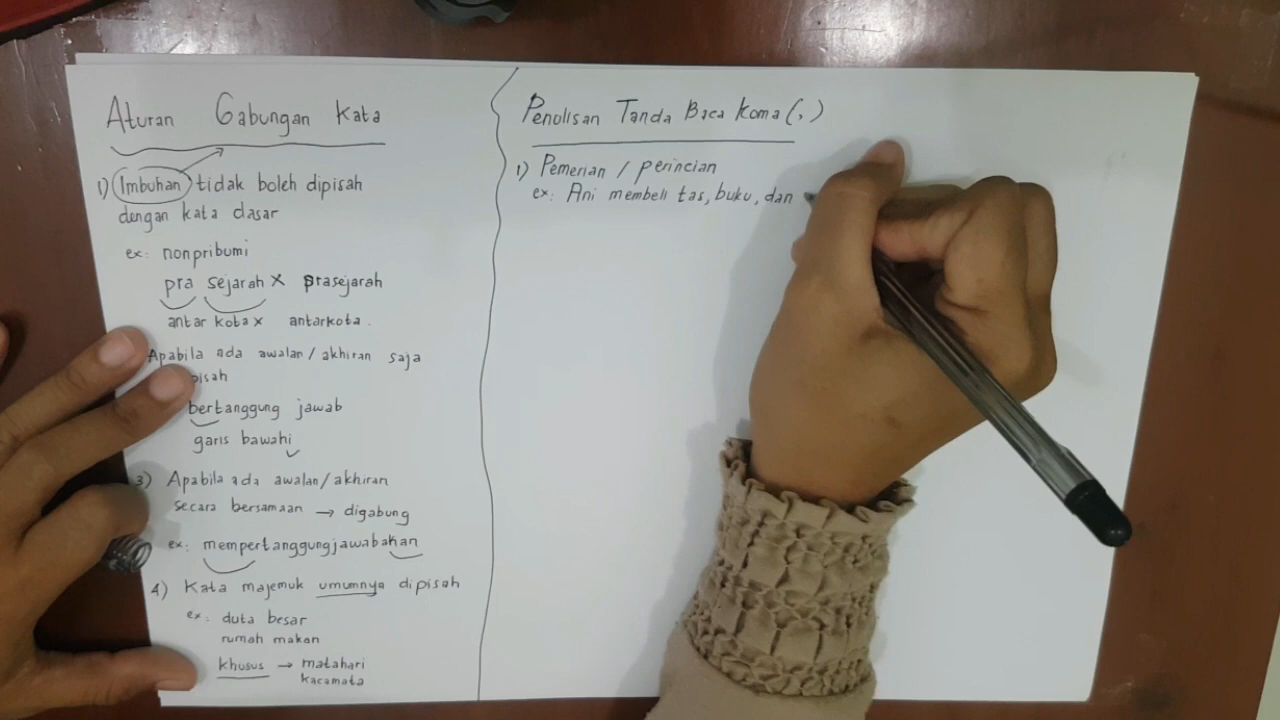 Aturan Gabungan Kata
1) Imbuhan tidak boleh dipisah
dengan kata dasar
ex: nonpribumi
pra sejarah x prasejarah
antar kota x antarkota.
Apabila ada awalan / akhiran saja
bertanggung jawab
garis bawahi
3) Apabila ada awalan/akhiran
secara bersamaan → digabung
ex: mempertanggungjawabakan
4) Kata majemuk umumnya dipisah
ex: duta besar
rumah makan
khusus → matahari
kacamata
Penulisan Tanda Baca Koma (,)
1) Pemerian / perincian
ex: Ani membeli tas, buku, dan